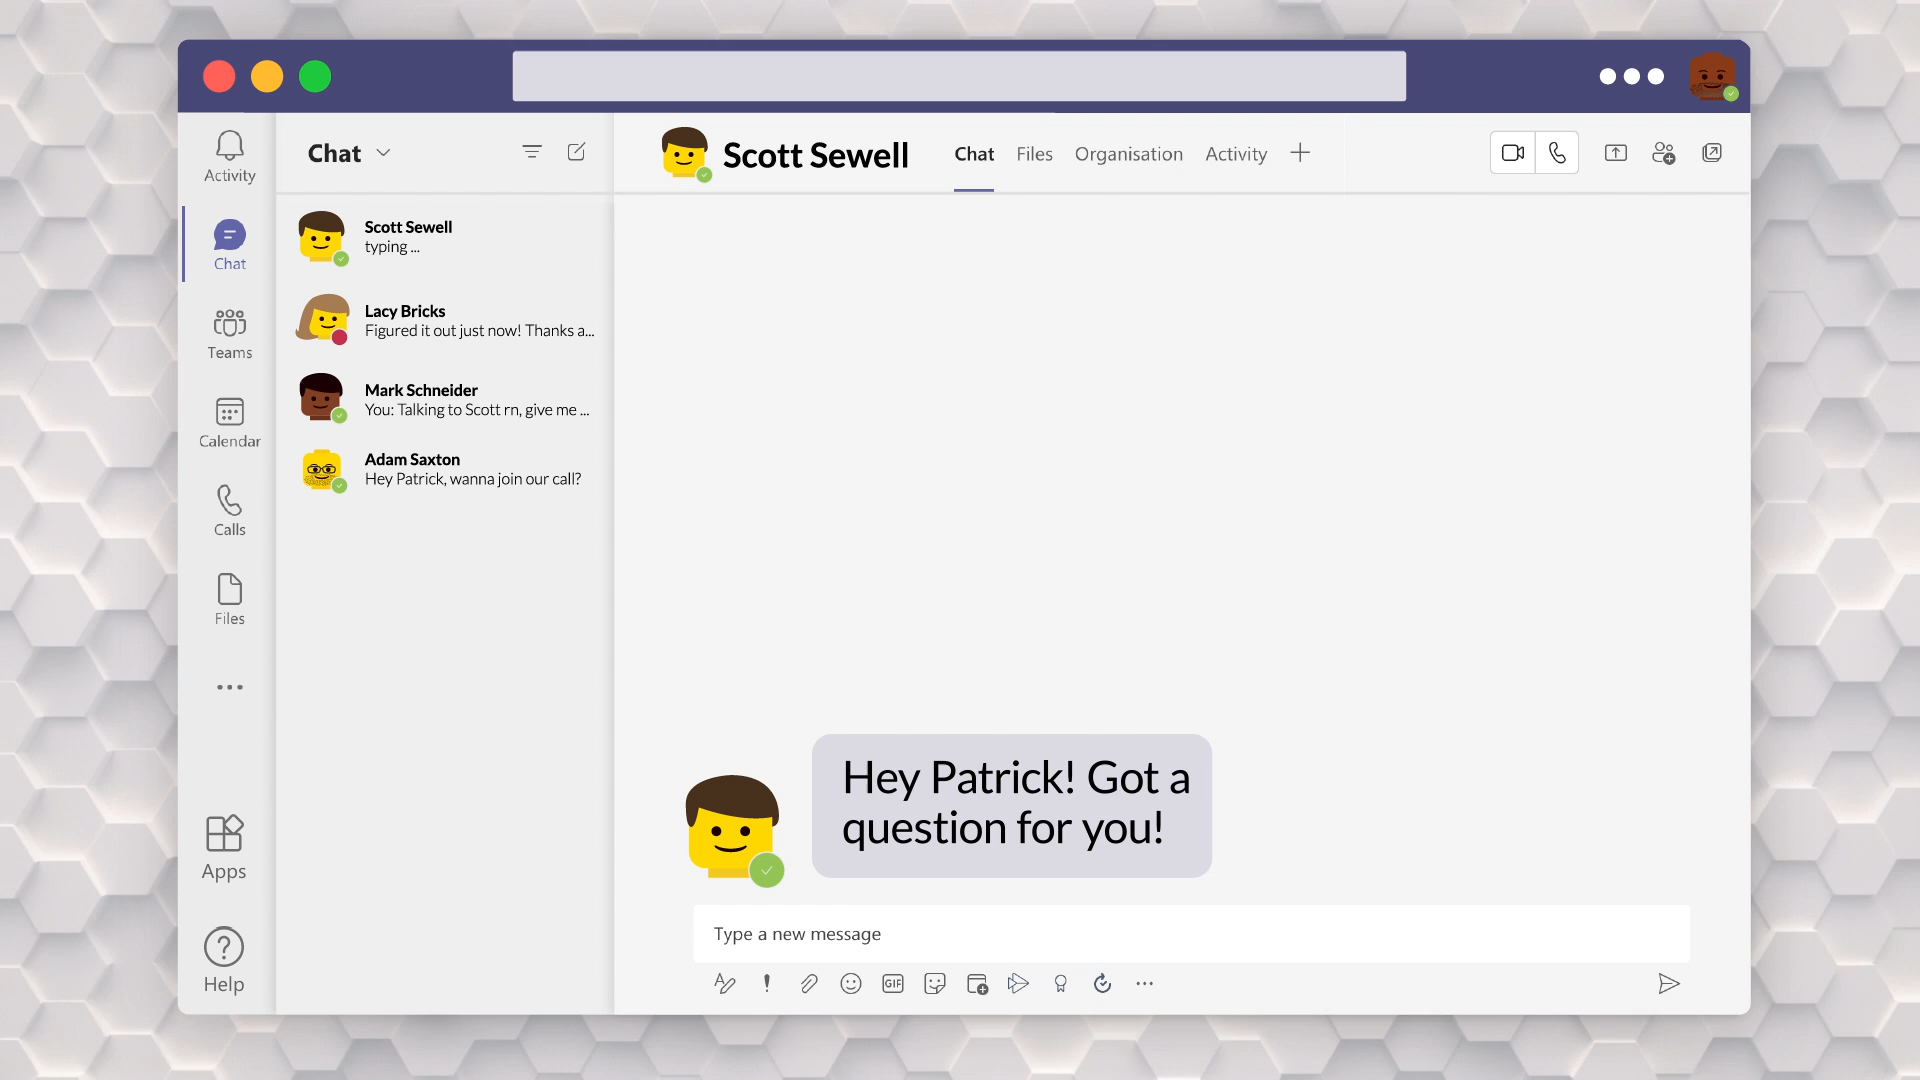 Activity
Chat
Teams
Calendar
Calls
Files
Apps
Help
Chat
Scott Sewell
typing ...
Lacy Bricks
Figured it out just now! Thanks a...
Mark Schneider
You: Talking to Scott rn, give me ...
Adam Saxton
Hey Patrick, wanna join our call?
Scott Sewell
Chat Files Organisation Activity
Hey Patrick! Got a
question for you!
Type a new message
GIF